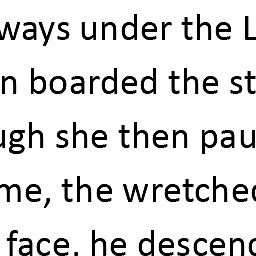 ways under the L
n boarded the st
ugh she then pau
me, the wretched
face. he descend